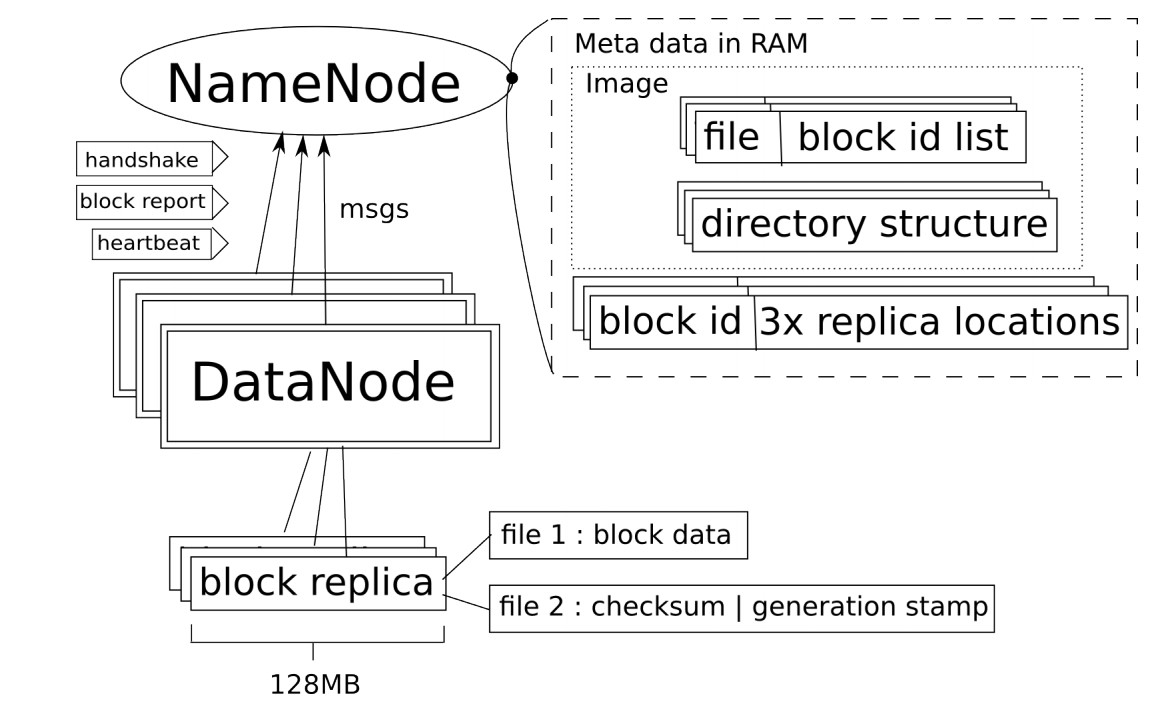 NameNode
Meta data in RAM
Image
file | block id list
directory structure
block id | 3x replica locations
handshake
block report
heartbeat
msgs
DataNode
block replica
file 1 : block data
file 2 : checksum | generation stamp
128MB